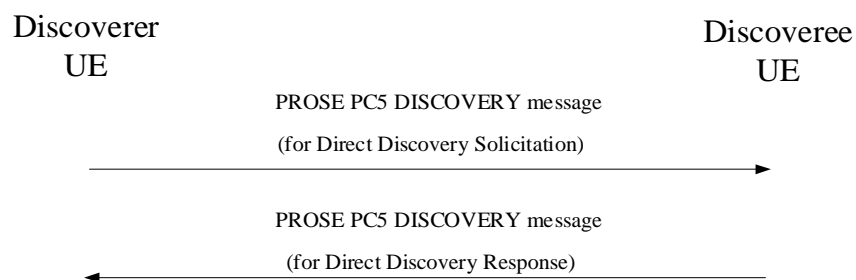 Discoverer
UE
Discoveree
UE
PROSE PC5 DISCOVERY message
(for Direct Discovery Solicitation)
PROSE PC5 DISCOVERY message
(for Direct Discovery Response)